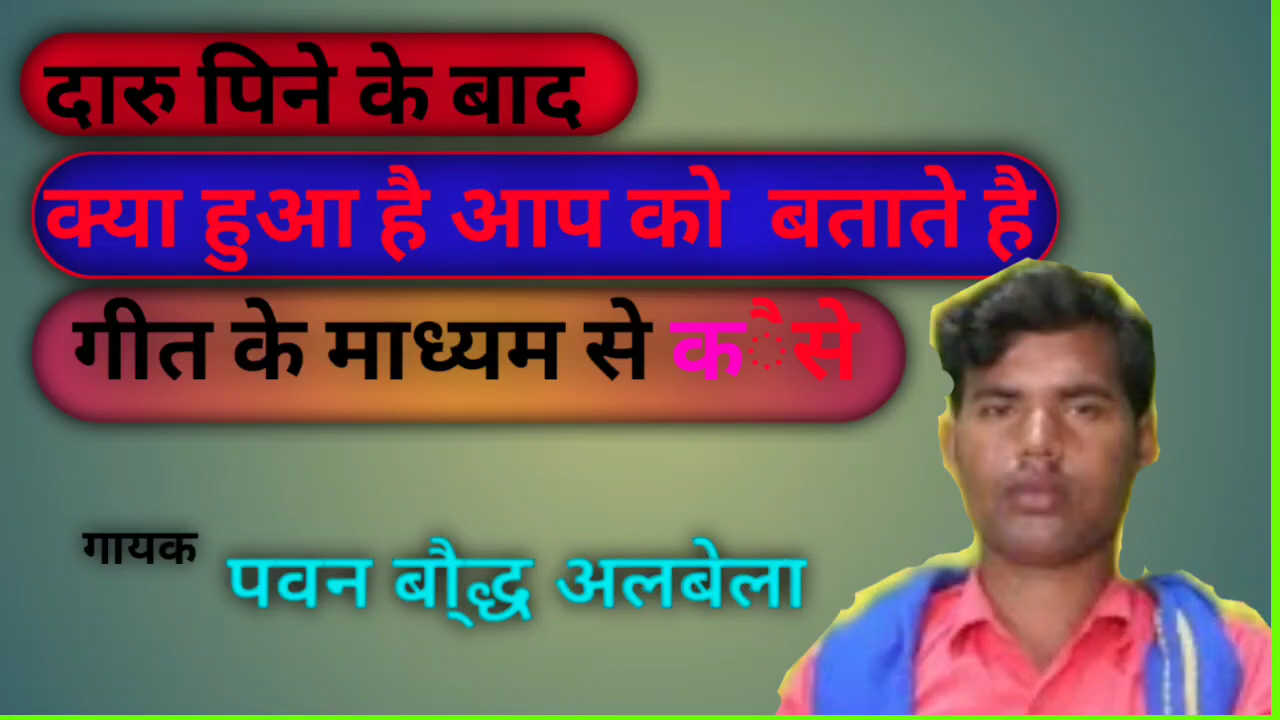 दारु पिने के बाद
क्या हुआ है आप को बताते है
गीत के माध्यम से कैसे
गायक
पवन बौ्द्ध अलबेला